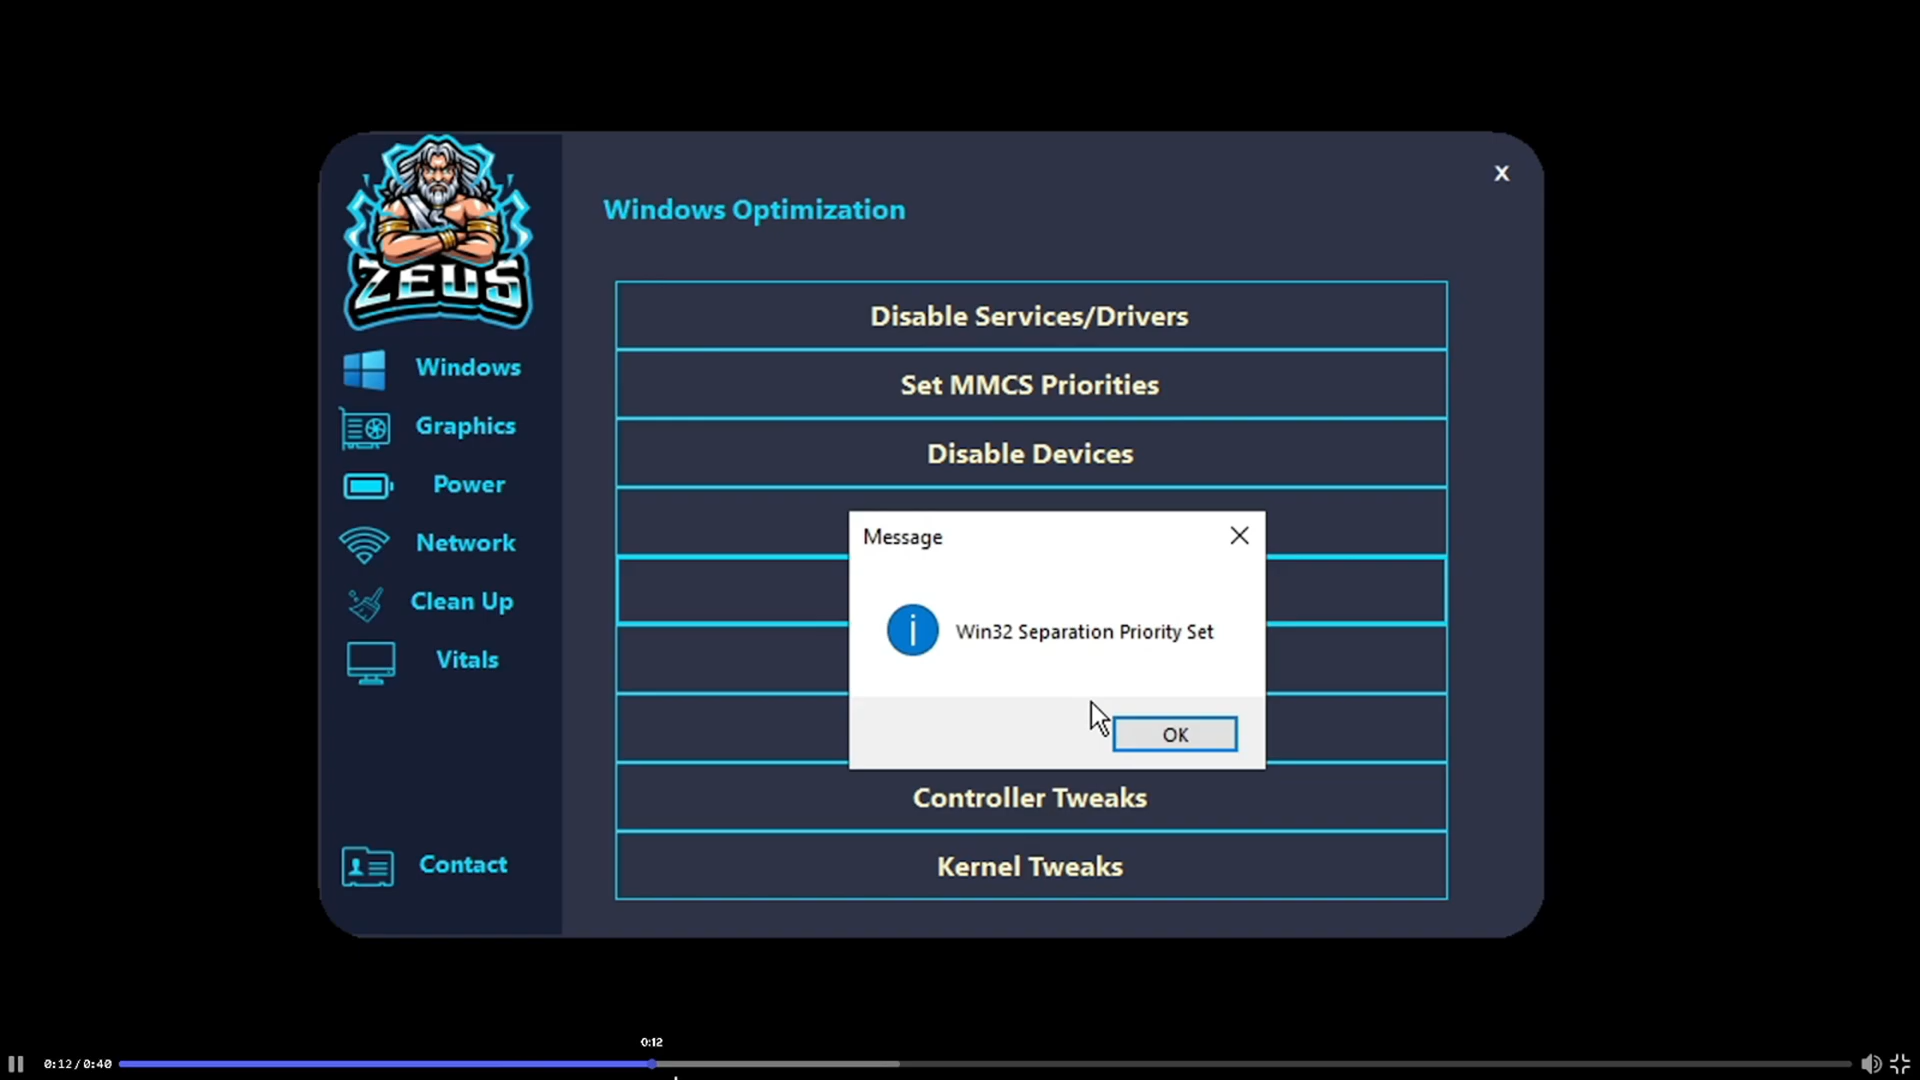 ZEUS
Windows
Graphics
Power
Network
Clean Up
Vitals
Contact
X
Windows Optimization
Disable Services/Drivers
Set MMCS Priorities
Disable Devices
Message
Win32 Separation Priority Set
OK
Controller Tweaks
Kernel Tweaks
0:12
0:12/0:40